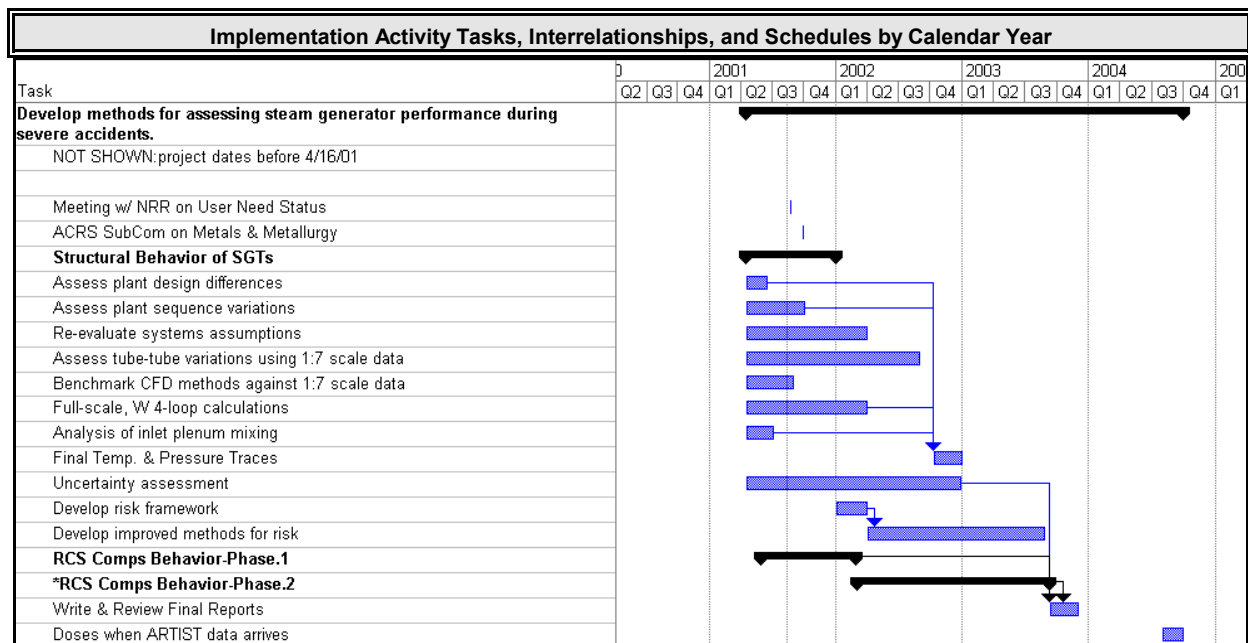 Implementation Activity Tasks, Interrelationships, and Schedules by Calendar Year
0 2001 2002 2003 2004 200
Task Q2 Q3 Q4 Q1 Q2 Q3 Q4 Q1 Q2 Q3 Q4 Q1 Q2 Q3 Q4 Q1 Q2 Q3 Q4 Q1
Develop methods for assessing steam generator performance during
severe accidents.
NOT SHOWN:project dates before 4/16/01
Meeting w/ NRR on User Need Status
ACRS SubCom on Metals & Metallurgy
Structural Behavior of SGTs
Assess plant design differences
Assess plant sequence variations
Re-evaluate systems assumptions
Assess tube-tube variations using 1:7 scale data
Benchmark CFD methods against 1:7 scale data
Full-scale, W 4-loop calculations
Analysis of inlet plenum mixing
Final Temp. & Pressure Traces
Uncertainty assessment
Develop risk framework
Develop improved methods for risk
RCS Comps Behavior-Phase.1
*RCS Comps Behavior-Phase.2
Write & Review Final Reports
Doses when ARTIST data arrives